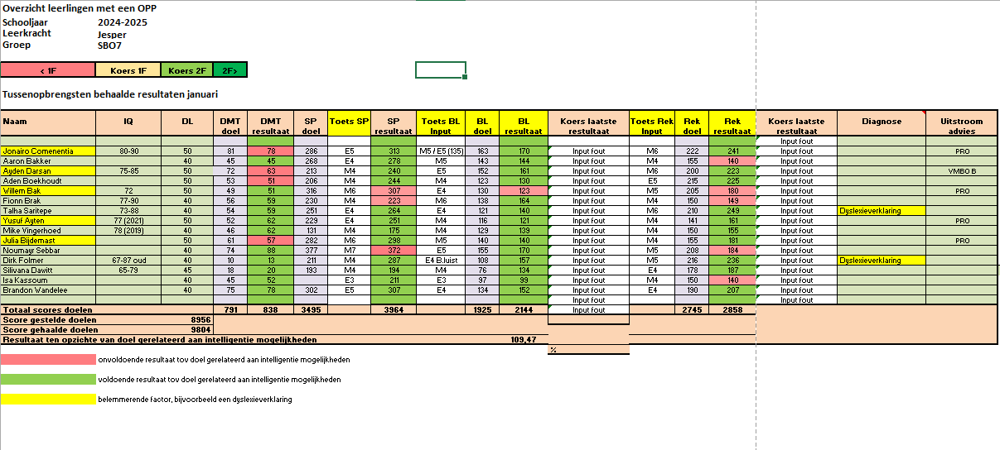 Overzicht leerlingen met een OPP
Schooljaar 2024-2025
Leerkracht Jesper
Groep SBO7
< 1F Koers 1F Koers 2F 2F>
Tussenopbrengsten behaalde resultaten januari
Naam IQ DL DMT doel DMT resultaat SP doel Toets SP SP resultaat Toets BL Input BL doel BL resultaat Koers laatste restultaat Toets Rek Input Rek doel Rek resultaat Koers laatste restultaat Diagnose Uitstroom advies
Input fout
Jonairo Comenentia 80-90 50 81 78 286 E5 313 M5 / E5 (135) 163 170 Input fout M6 222 241 Input fout PRO
Aaron Bakker 40 45 45 268 E4 278 M5 143 144 Input fout M4 155 140 Input fout
Ayden Darsan 75-85 50 72 63 213 M4 240 E5 152 161 Input fout M6 200 223 Input fout VMBO B
Aden Boekhoudt 50 53 51 206 M4 244 M4 123 130 Input fout E5 215 225 Input fout
Willem Bak 72 50 49 51 316 M6 307 E4 130 123 Input fout M5 205 180 Input fout PRO
Fionn Brak 77-90 40 56 59 230 M4 223 M6 138 164 Input fout M4 150 149 Input fout
Talha Saritepe 73-88 40 54 59 251 E4 264 E4 121 140 Input fout M6 210 249 Input fout Dyslexieverklaring
Yusuf Ayten 77 (2021) 50 52 62 229 E4 251 M4 116 121 Input fout M4 141 161 Input fout PRO
Mike Vingerhoed 78 (2019) 40 46 62 131 M4 175 M4 129 139 Input fout M4 155 155 Input fout
Julia Bijdemast 50 61 57 282 M6 298 M5 140 140 Input fout M4 155 181 Input fout PRO
Noumayr Sebbar 40 74 88 377 M7 372 E5 155 170 Input fout M5 208 184 Input fout
Dirk Folmer 67-87 oud 40 10 13 211 M4 287 E4 B.luist 108 157 Input fout M5 216 236 Input fout Dyslexieverklaring
Silivana Dawitt 65-79 45 18 20 193 M4 194 M4 76 134 Input fout E4 178 187 Input fout
Isa Kassoum 40 45 52 E3 211 E3 97 99 Input fout M4 150 140 Input fout
Brandon Wandelee 40 75 78 302 E5 307 E4 134 152 Input fout E4 190 207 Input fout
Input fout Input fout
Totaal scores doelen 791 838 3495 3964 1925 2144 Input fout 2745 2858
Score gestelde doelen 8956
Score gehaalde doelen 9804
Resultaat ten opzichte van doel gerelateerd aan intelligentie mogelijkheden 109,47
%
onvoldoende resultaat tov doel gerelateerd aan intelligentie mogelijkheden
voldoende resultaat tov doel gerelateerd aan intelligentie mogelijkheden
belemmerende factor, bijvoorbeeld een dyslexieverklaring